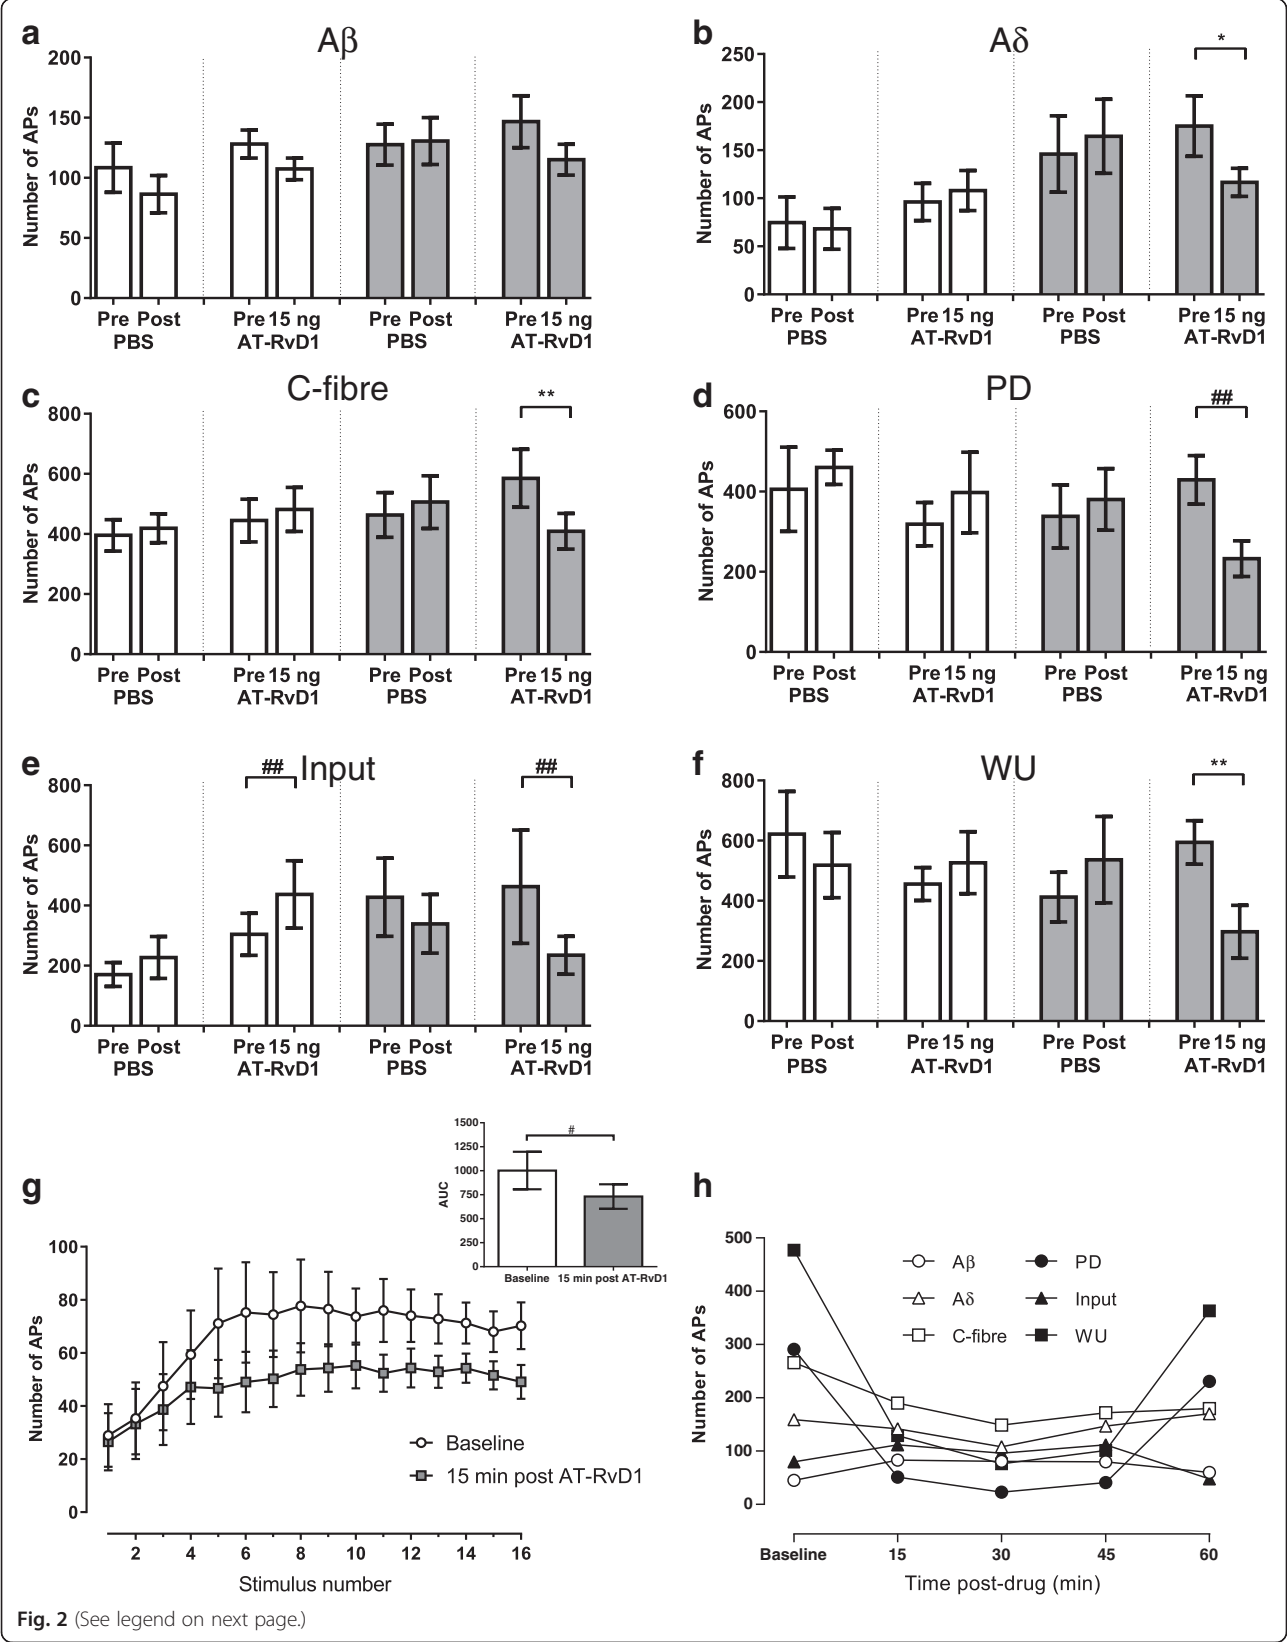 a
Aβ
200
150
100
50
0
Number of APs
Pre Post Pre 15 ng Pre Post Pre 15 ng
PBS AT-RvD1 PBS AT-RvD1
b
Aδ
*
250
200
150
100
50
0
Number of APs
Pre Post Pre 15 ng Pre Post Pre 15 ng
PBS AT-RvD1 PBS AT-RvD1
c
C-fibre
**
800
600
400
200
0
Number of APs
Pre Post Pre 15 ng Pre Post Pre 15 ng
PBS AT-RvD1 PBS AT-RvD1
d
PD
##
600
400
200
0
Number of APs
Pre Post Pre 15 ng Pre Post Pre 15 ng
PBS AT-RvD1 PBS AT-RvD1
e
## Input ##
800
600
400
200
0
Number of APs
Pre Post Pre 15 ng Pre Post Pre 15 ng
PBS AT-RvD1 PBS AT-RvD1
f
WU
**
800
600
400
200
0
Number of APs
Pre Post Pre 15 ng Pre Post Pre 15 ng
PBS AT-RvD1 PBS AT-RvD1
g
1500
1250
1000
750
500
250
0
AUC
#
Baseline 15 min post AT-RvD1
100
80
60
40
20
0
Number of APs
Baseline
15 min post AT-RvD1
2 4 6 8 10 12 14 16
Stimulus number
h
500
400
300
200
100
0
Number of APs
Aβ PD
Aδ Input
C-fibre WU
Baseline 15 30 45 60
Time post-drug (min)
Fig. 2 (See legend on next page.)